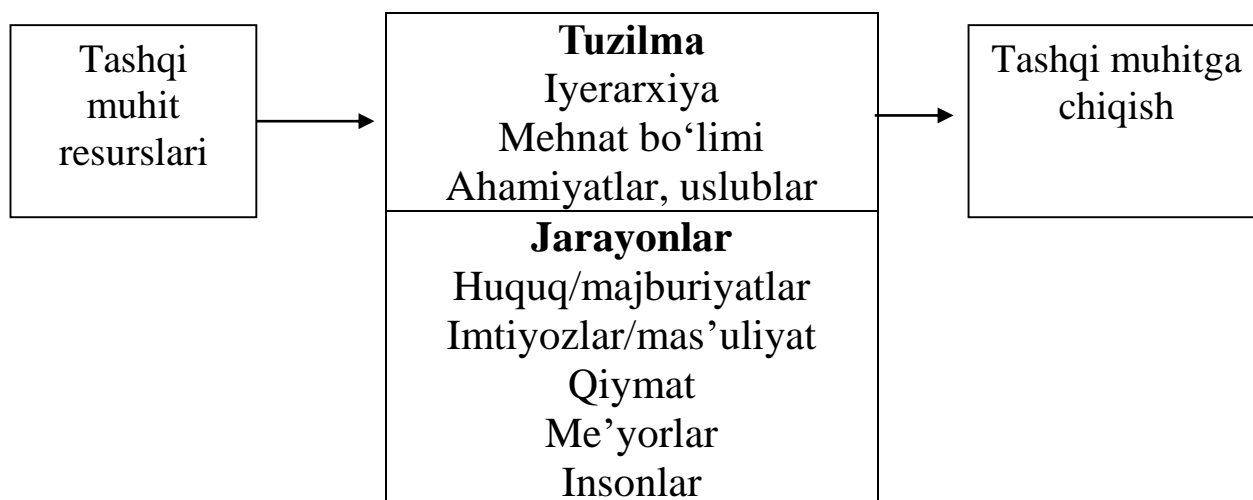 Tashqi
muhit
resurslari
Tuzilma
Iyerarxiya
Mehnat bo‘limi
Ahamiyatlar, uslublar
Jarayonlar
Huquq/majburiyatlar
Imtiyozlar/mas’uliyat
Qiymat
Me’yorlar
Insonlar
Tashqi muhitga
chiqish